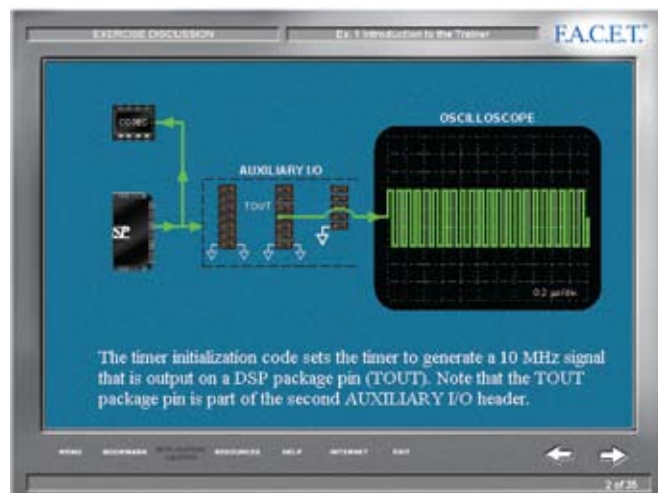 EXERCISE DISCUSSION
Ex. 1 Introduction to the Trainer
F.A.C.E.T.®
OSCILLOSCOPE
CODEC
AUXILIARY I/O
TOUT
SP
0.2 µs/div
The timer initialization code sets the timer to generate a 10 MHz signal
that is output on a DSP package pin (TOUT). Note that the TOUT
package pin is part of the second AUXILIARY I/O header.
MENU BOOKMARK RESOURCES HELP INTERNET EXIT
2 of 35